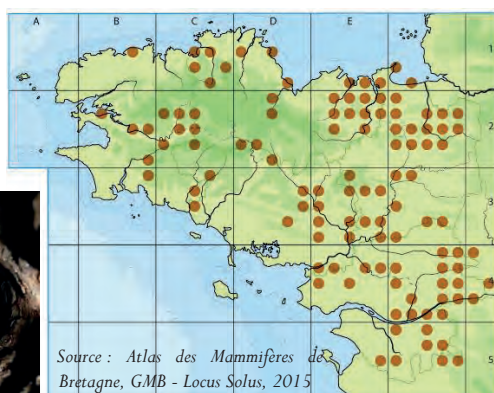 A B C D E
1
2
3
4
5
Source : Atlas des Mammifères de
Bretagne, GMB - Locus Solus, 2015